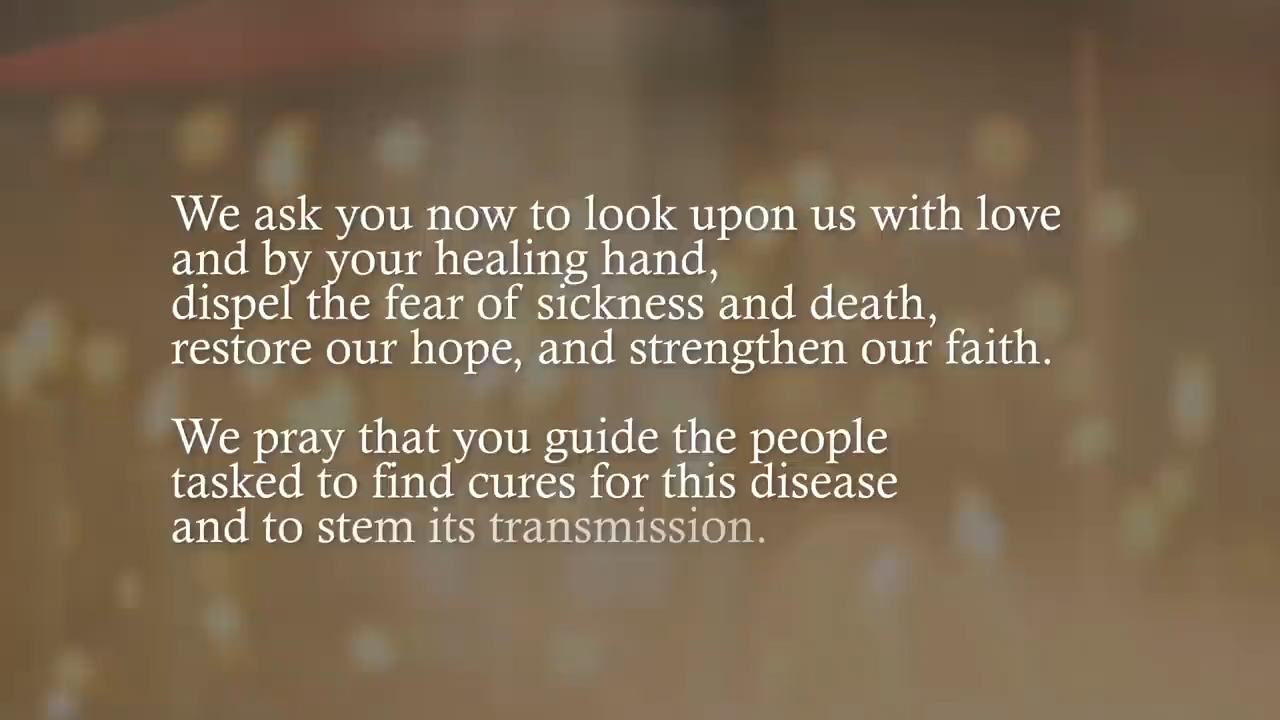 We ask you now to look upon us with love
and by your healing hand,
dispel the fear of sickness and death,
restore our hope, and strengthen our faith.
We pray that you guide the people
tasked to find cures for this disease
and to stem its transmission.